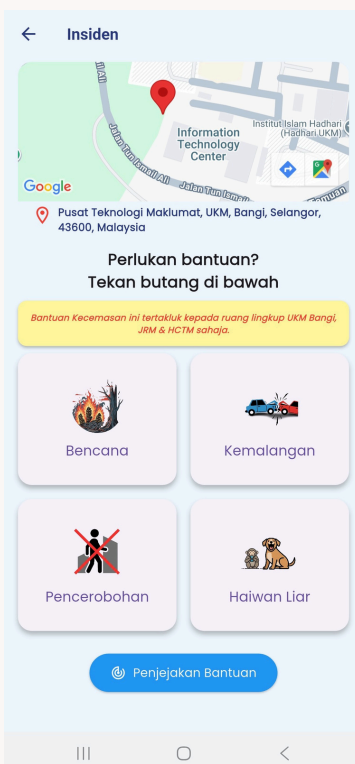 Insiden
Jln Tun Ismail Ali
Information
Technology
Center
Institut Islam Hadhari
(Hadhari UKM)
Google
Pusat Teknologi Maklumat, UKM, Bangi, Selangor,
43600, Malaysia
Perlukan bantuan?
Tekan butang di bawah
Bantuan Kecemasan ini tertakluk kepada ruang lingkup UKM Bangi,
JRM & HCTM sahaja.
Bencana
Kemalangan
Pencerobohan
Haiwan Liar
Penjejakan Bantuan